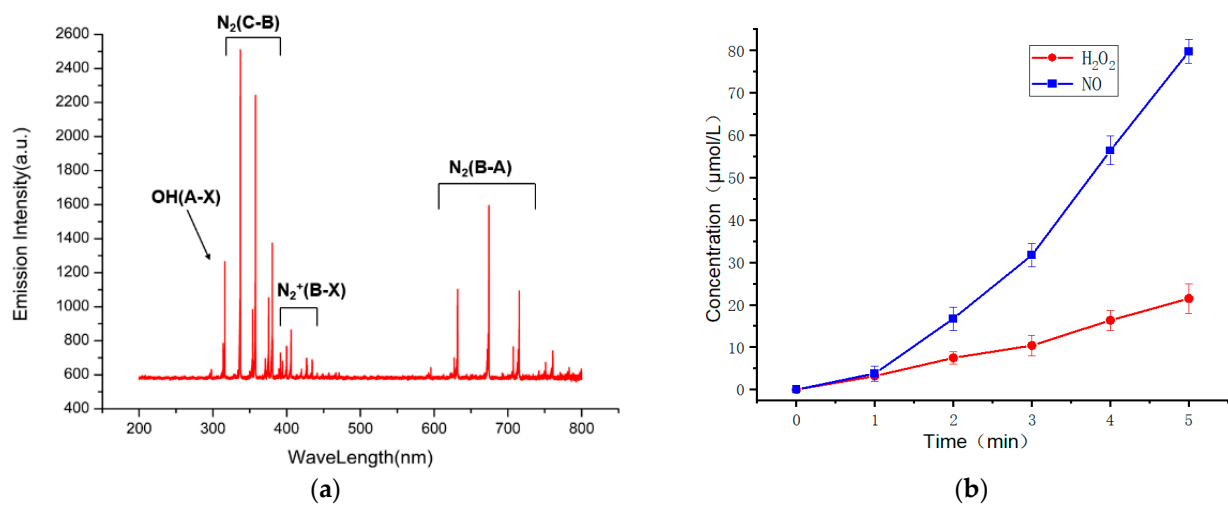 N₂(C-B)
2600
2400
2200
2000
1800
1600
1400
1200
1000
800
600
400
Emission Intensity(a.u.)
OH(A-X)
N₂⁺(B-X)
N₂(B-A)
200 300 400 500 600 700 800
WaveLength(nm)
(a)
80
70
60
50
40
30
20
10
0
Concentration（μmol/L）
H₂O₂
NO
0 1 2 3 4 5
Time（min）
(b)